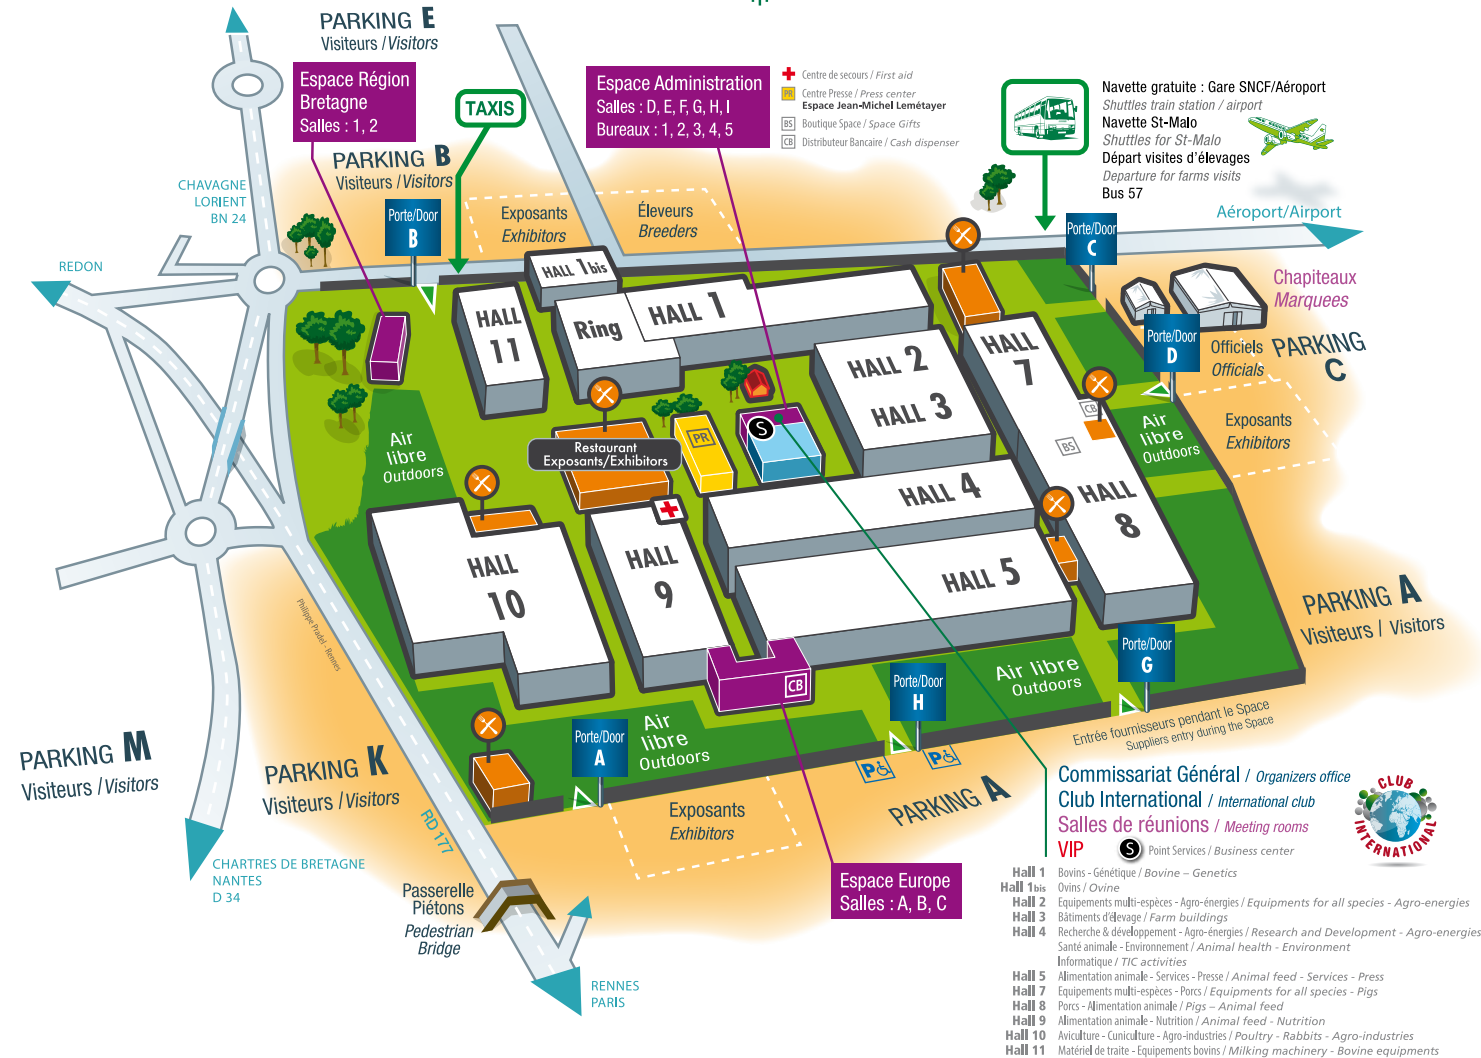 PARKING E
Visiteurs / Visitors
Espace Région
Bretagne
Salles : 1, 2
TAXIS
PARKING B
Visiteurs / Visitors
Espace Administration
Salles : D, E, F, G, H, I
Bureaux : 1, 2, 3, 4, 5
Centre de secours / First aid
PR Centre Presse / Press center
Espace Jean-Michel Lemétayer
BS Boutique Space / Space Gifts
CB Distributeur Bancaire / Cash dispenser
Navette gratuite : Gare SNCF/Aéroport
Shuttles train station / airport
Navette St-Malo
Shuttles for St-Malo
Départ visites d'élevages
Departure for farms visits
Bus 57
CHAVAGNE
LORIENT
BN 24
REDON
Porte/Door
B
Exposants
Exhibitors
Éleveurs
Breeders
Porte/Door
C
Aéroport/Airport
Chapiteaux
Marquees
Porte/Door
D
Officiels
Officials
PARKING
C
Exposants
Exhibitors
HALL 1bis
HALL
11
Ring
HALL 1
HALL 2
HALL 3
HALL
7
CB
BS
Air
libre
Outdoors
Air
libre
Outdoors
Restaurant
Exposants/Exhibitors
PR
S
HALL 4
HALL
8
HALL
10
HALL
9
HALL 5
CB
PARKING A
Visiteurs / Visitors
Porte/Door
G
Air libre
Outdoors
Porte/Door
H
Porte/Door
A
Air
libre
Outdoors
Entrée fournisseurs pendant le Space
Suppliers entry during the Space
P
P
PARKING A
Exposants
Exhibitors
Philippe Pradel - Rennes
PARKING M
Visiteurs / Visitors
PARKING K
Visiteurs / Visitors
RD 177
CHARTRES DE BRETAGNE
NANTES
D 34
Passerelle
Piétons
Pedestrian
Bridge
RENNES
PARIS
Espace Europe
Salles : A, B, C
Commissariat Général / Organizers office
Club International / International club
Salles de réunions / Meeting rooms
VIP
S Point Services / Business center
CLUB
INTERNATIONAL
Hall 1 Bovins - Génétique / Bovine – Genetics
Hall 1bis Ovins / Ovine
Hall 2 Equipements multi-espèces - Agro-énergies / Equipments for all species - Agro-energies
Hall 3 Bâtiments d'élevage / Farm buildings
Hall 4 Recherche & développement - Agro-énergies / Research and Development - Agro-energies
Santé animale - Environnement / Animal health - Environment
Informatique / TIC activities
Hall 5 Alimentation animale - Services - Presse / Animal feed - Services - Press
Hall 7 Equipements multi-espèces - Porcs / Equipments for all species - Pigs
Hall 8 Porcs - Alimentation animale / Pigs – Animal feed
Hall 9 Alimentation animale - Nutrition / Animal feed - Nutrition
Hall 10 Aviculture - Cuniculture - Agro-industries / Poultry - Rabbits - Agro-industries
Hall 11 Matériel de traite - Equipements bovins / Milking machinery - Bovine equipments